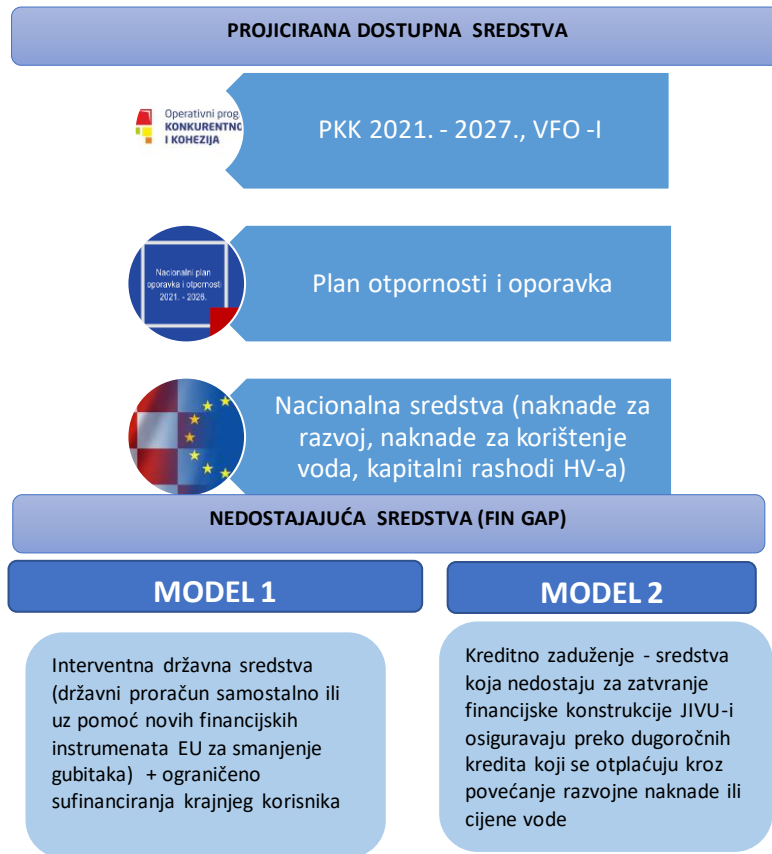 PROJICIRANA DOSTUPNA SREDSTVA
Operativni prog
KONKURENTNO
I KOHEZIJA
PKK 2021. - 2027., VFO -I
Nacionalni plan
oporavka i otpornosti
2021. - 2026.
Plan otpornosti i oporavka
Nacionalna sredstva (naknade za
razvoj, naknade za korištenje
voda, kapitalni rashodi HV-a)
NEDOSTAJAJUĆA SREDSTVA (FIN GAP)
MODEL 1
Interventna državna sredstva
(državni proračun samostalno ili
uz pomoć novih financijskih
instrumenata EU za smanjenje
gubitaka) + ograničeno
sufinanciranja krajnjeg korisnika
MODEL 2
Kreditno zaduženje - sredstva
koja nedostaju za zatvranje
financijske konstrukcije JIVU-i
osiguravaju preko dugoročnih
kredita koji se otplaćuju kroz
povećanje razvojne naknade ili
cijene vode